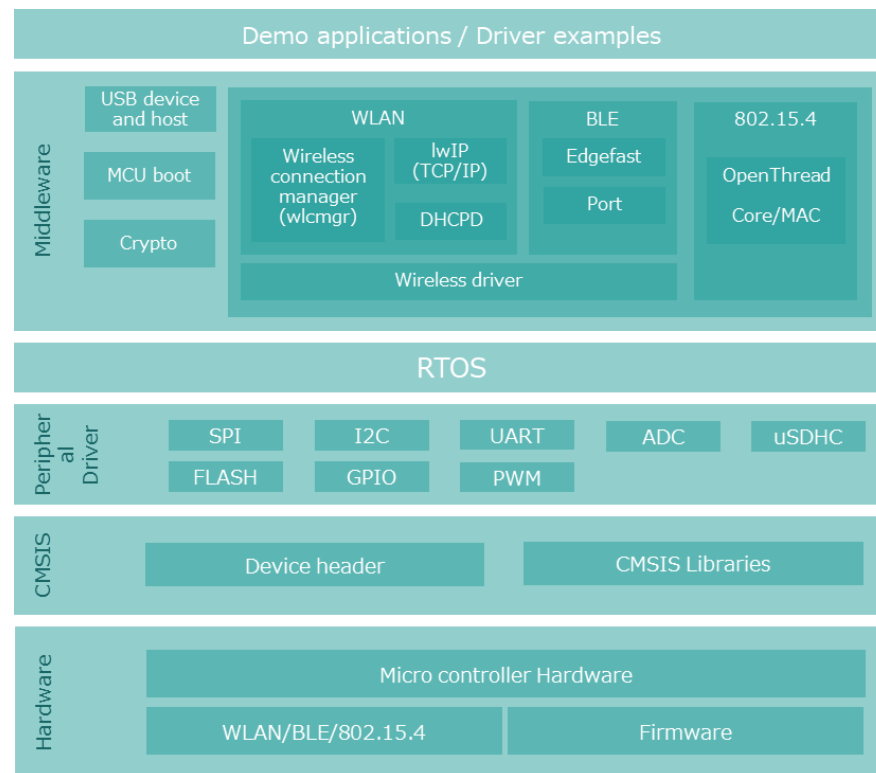 Demo applications / Driver examples
Middleware
USB device
and host
MCU boot
Crypto
WLAN
Wireless
connection
manager
(wlcmgr)
lwIP
(TCP/IP)
DHCPD
BLE
Edgefast
Port
802.15.4
OpenThread
Core/MAC
Wireless driver
RTOS
Peripher
al
Driver
SPI
I2C
UART
ADC
uSDHC
FLASH
GPIO
PWM
CMSIS
Device header
CMSIS Libraries
Hardware
Micro controller Hardware
WLAN/BLE/802.15.4
Firmware